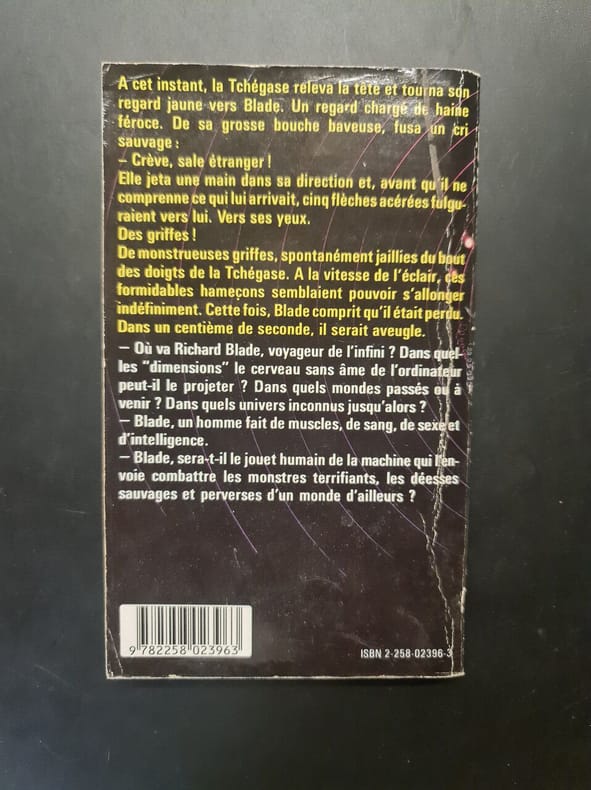 A cet instant, la Tchégase releva la tête et tourna son
regard jaune vers Blade. Un regard chargé de haine
féroce. De sa grosse bouche baveuse, fusa un cri
sauvage :
– Crève, sale étranger !
Elle jeta une main dans sa direction et, avant qu'il ne
comprenne ce qui lui arrivait, cinq flèches acérées fulgu-
raient vers lui. Vers ses yeux.
Des griffes !
De monstrueuses griffes, spontanément jaillies du bout
des doigts de la Tchégase. A la vitesse de l'éclair, ces
formidables hameçons semblaient pouvoir s'allonger
indéfiniment. Cette fois, Blade comprit qu'il était perdu.
Dans un centième de seconde, il serait aveugle.
– Où va Richard Blade, voyageur de l'infini ? Dans quel-
les "dimensions" le cerveau sans âme de l'ordinateur
peut-il le projeter ? Dans quels mondes passés ou à
venir ? Dans quels univers inconnus jusqu'alors ?
– Blade, un homme fait de muscles, de sang, de sexe et
d'intelligence.
– Blade, sera-t-il le jouet humain de la machine qui l'en-
voie combattre les monstres terrifiants, les déesses
sauvages et perverses d'un monde d'ailleurs ?
9 782258 023963
ISBN 2-258-02396-3